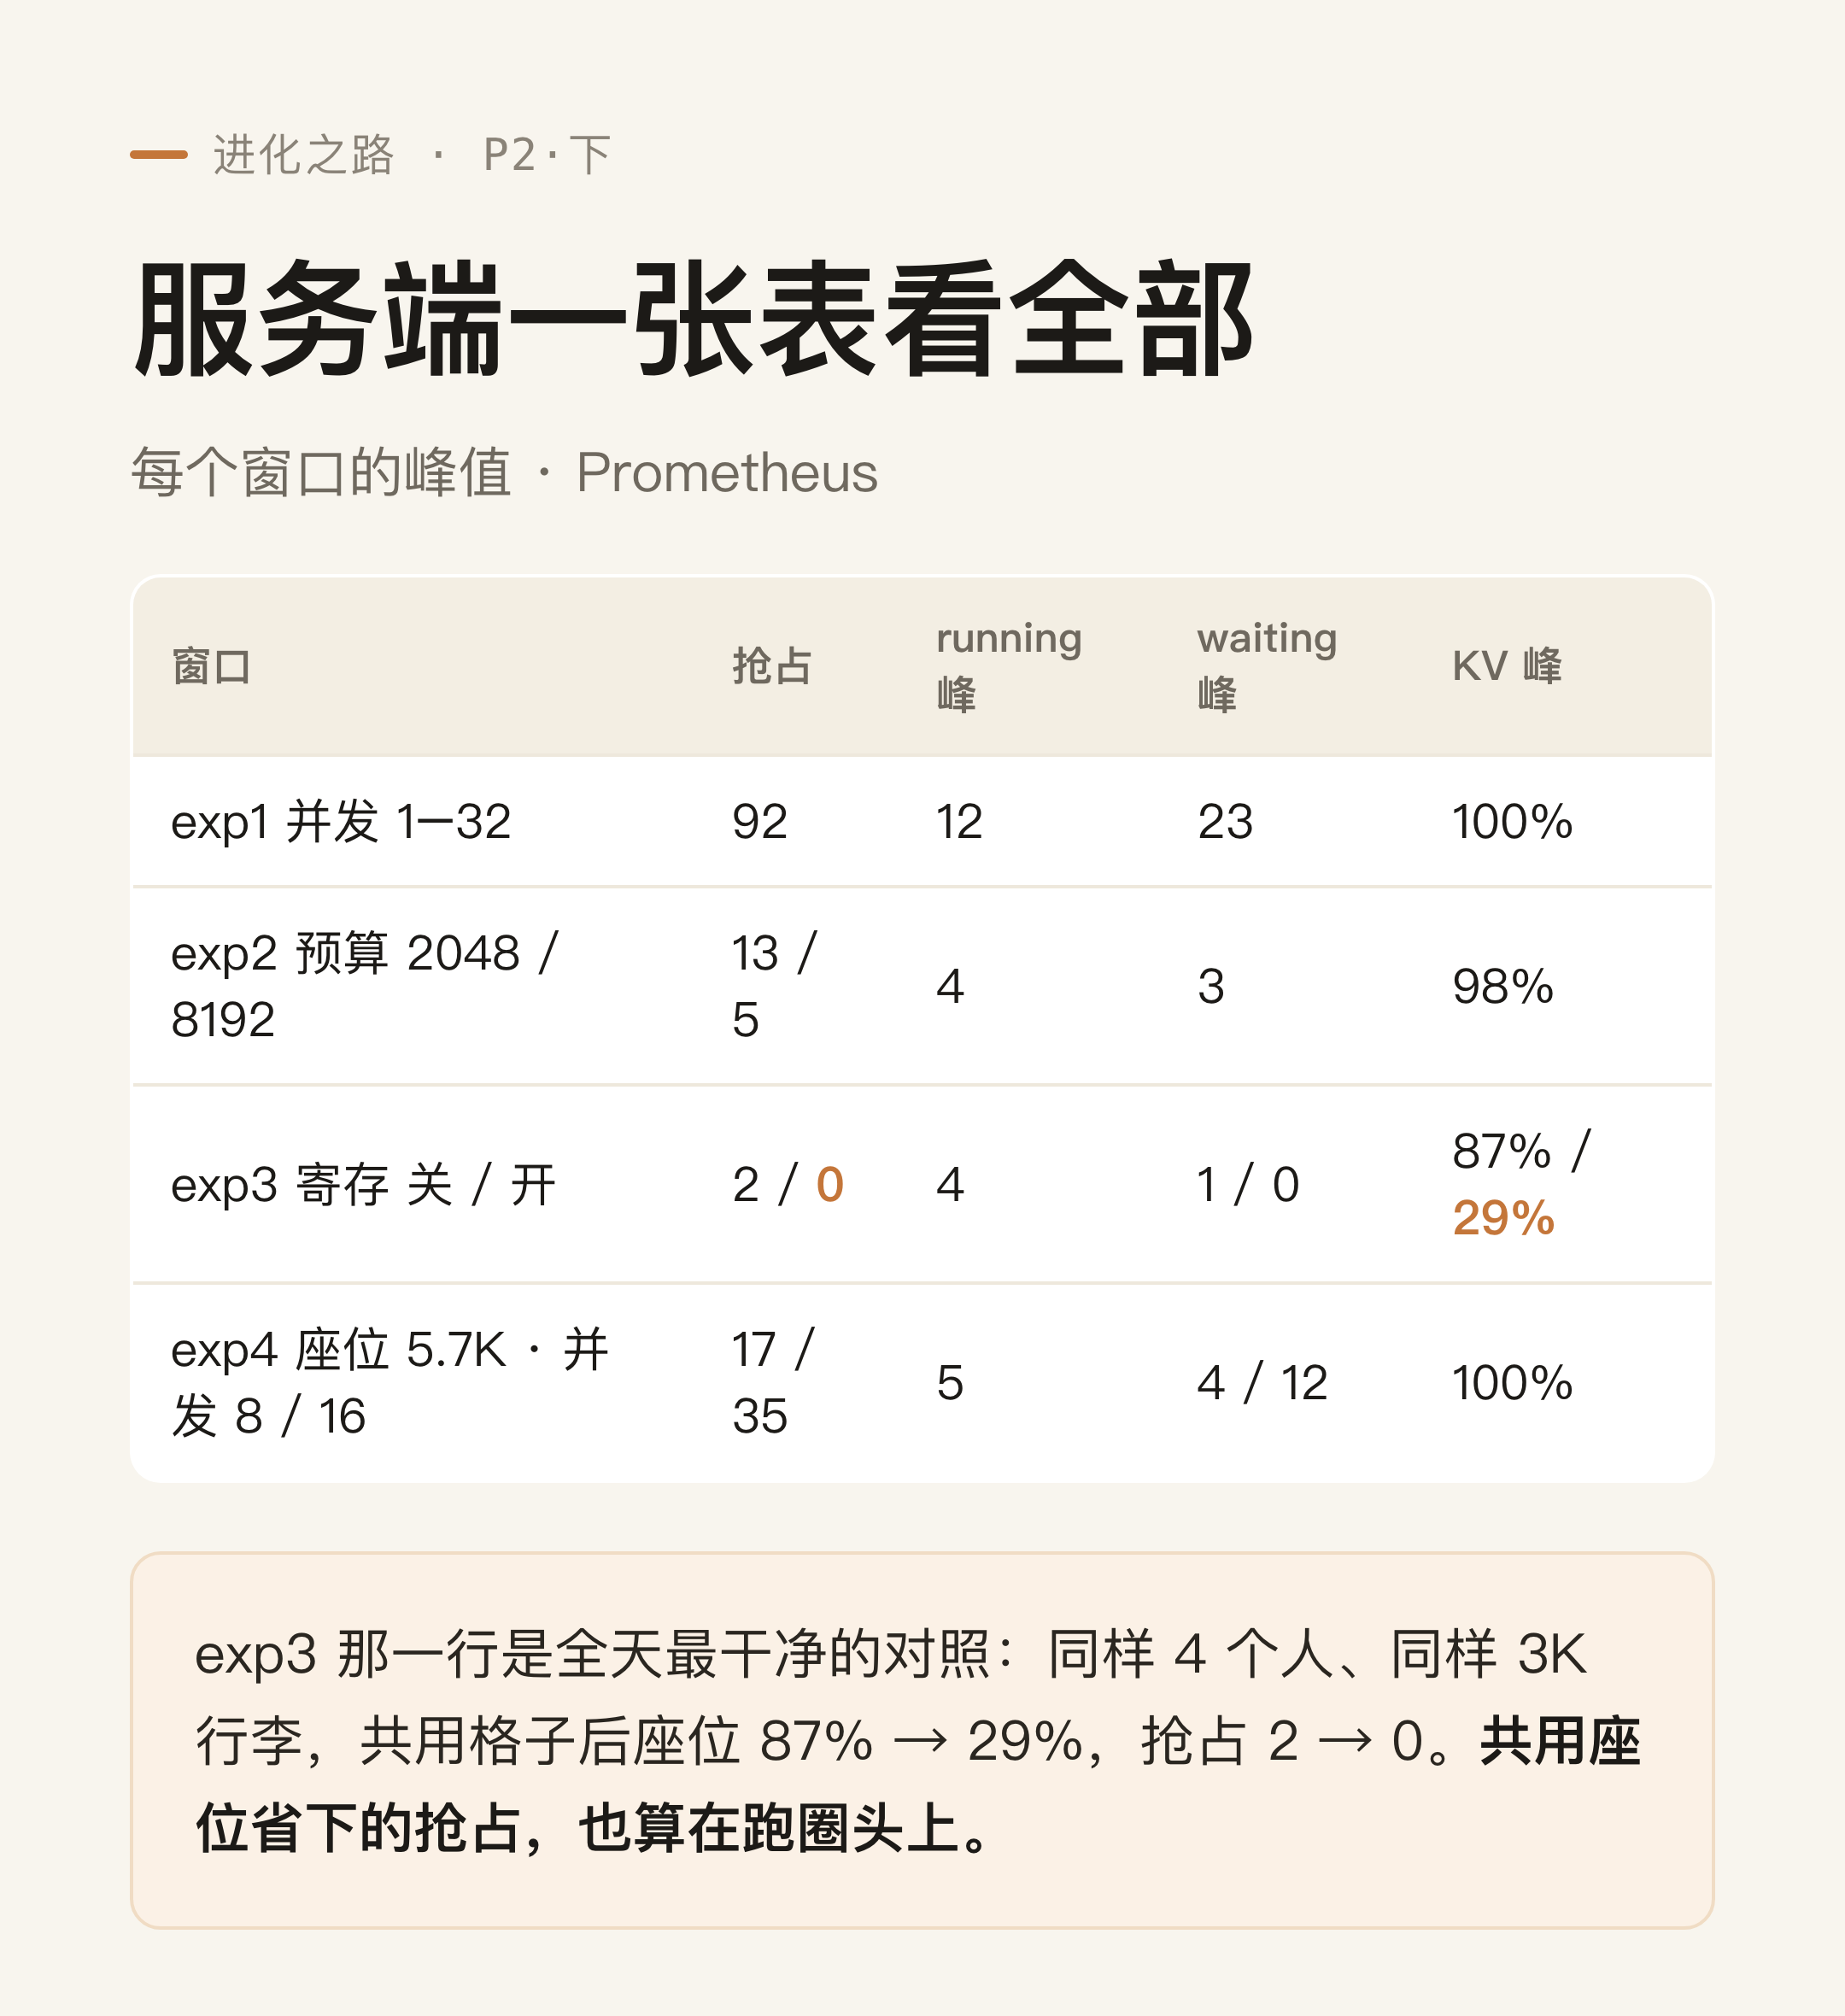 进化之路 · P2·下
服务端一张表看全部
每个窗口的峰值 · Prometheus
窗口 抢占 running 峰 waiting 峰 KV 峰
exp1 并发 1—32 92 12 23 100%
exp2 预算 2048 / 8192 13 / 5 4 3 98%
exp3 寄存 关 / 开 2 / 0 4 1 / 0 87% / 29%
exp4 座位 5.7K · 并发 8 / 16 17 / 35 5 4 / 12 100%
exp3 那一行是全天最干净的对照：同样 4 个人、同样 3K
行李，共用格子后座位 87% → 29%，抢占 2 → 0。共用座
位省下的抢占，也算在跑圈头上。